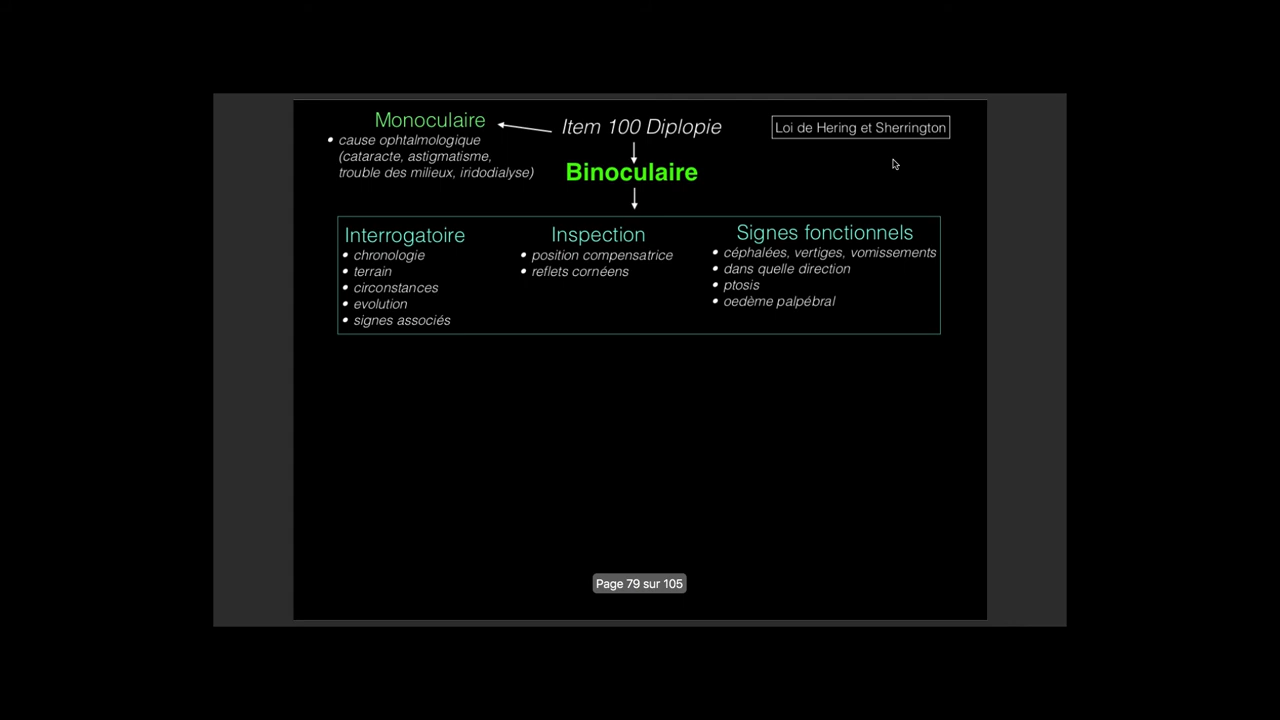 Monoculaire
• cause ophtalmologique
(cataracte, astigmatisme,
trouble des milieux, iridodialyse)
Item 100 Diplopie
Loi de Hering et Sherrington
Binoculaire
Interrogatoire
• chronologie
• terrain
• circonstances
• evolution
• signes associés
Inspection
• position compensatrice
• reflets cornéens
Signes fonctionnels
• céphalées, vertiges, vomissements
• dans quelle direction
• ptosis
• oedème palpébral
Page 79 sur 105